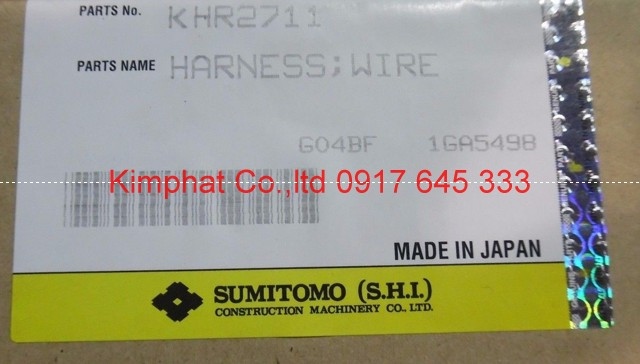 PARTS No. KHR2711
PARTS NAME HARNESS;WIRE
G04BF 1GA5498
Kimphat Co.,ltd 0917 645 333
MADE IN JAPAN
SUMITOMO (S.H.I.)
CONSTRUCTION MACHINERY CO., LTD.